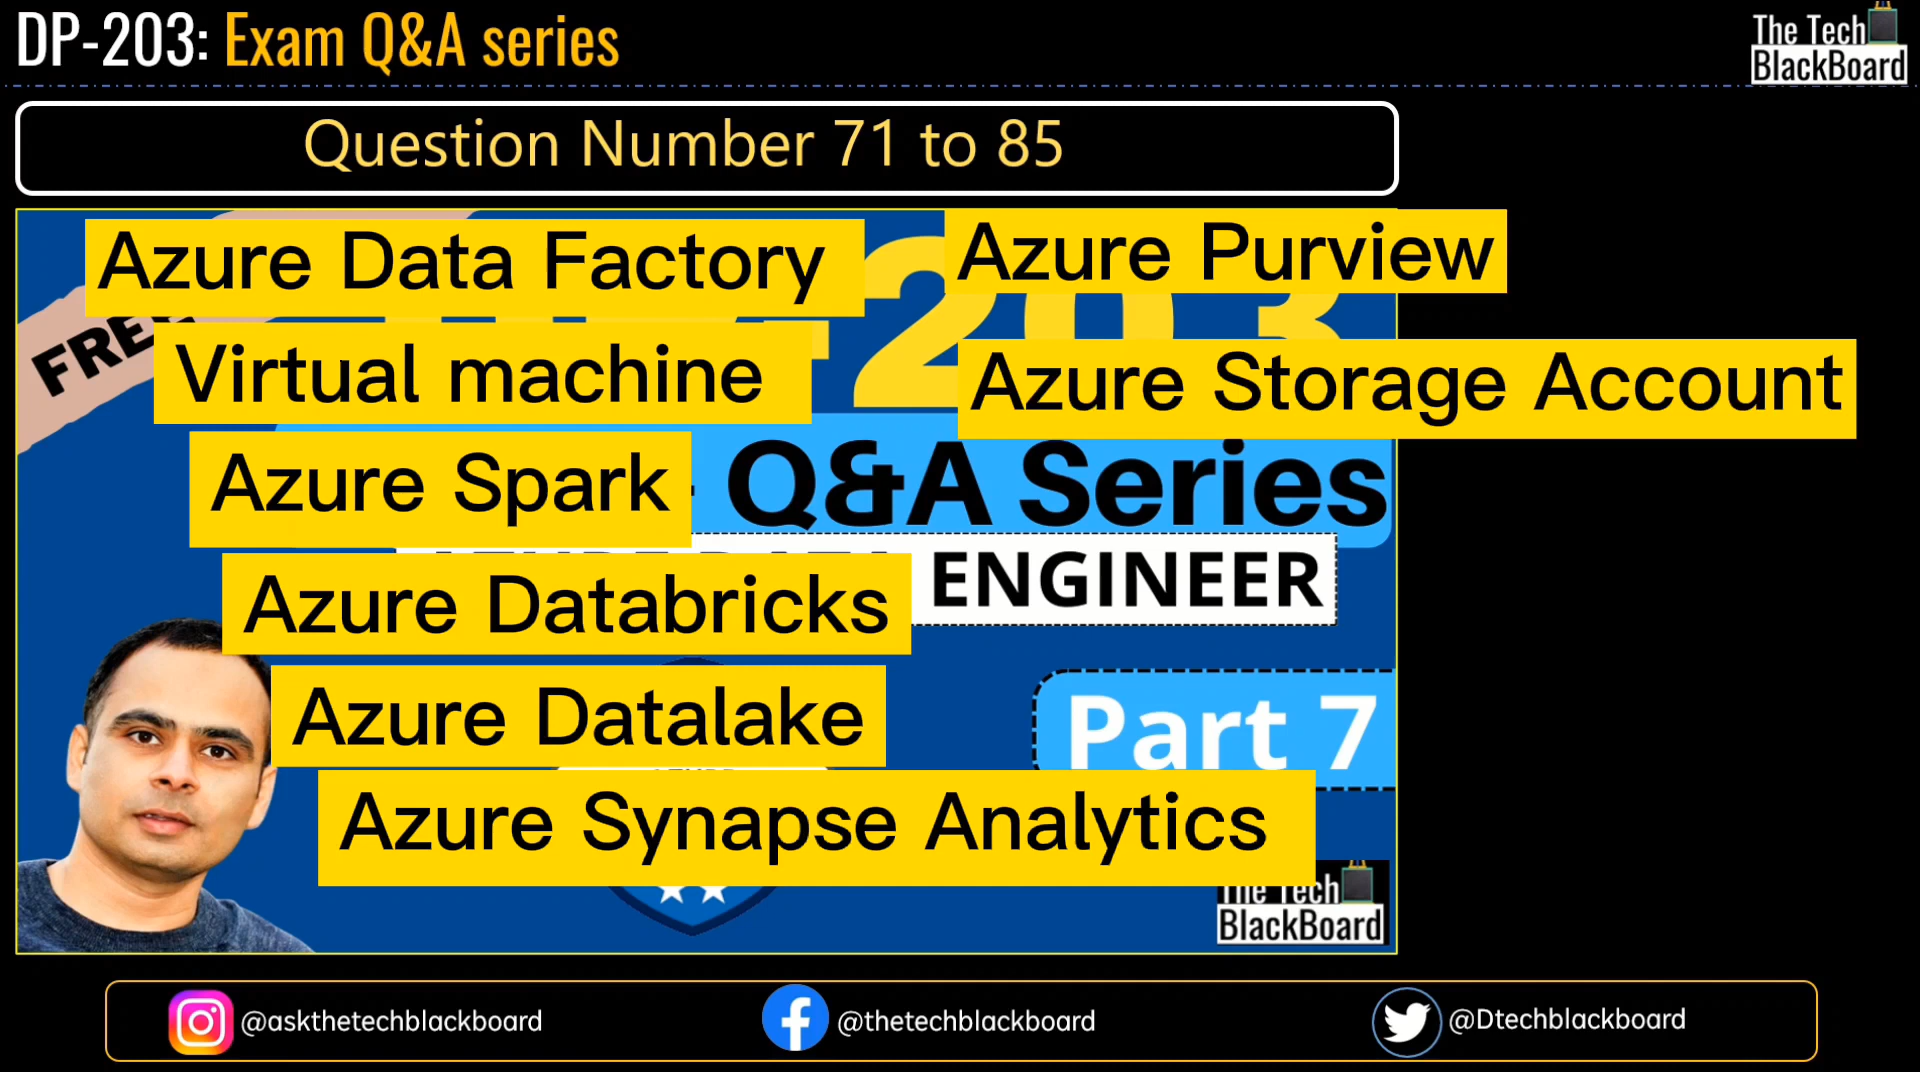 DP-203: Exam Q&A series
The Tech
BlackBoard
Question Number 71 to 85
Azure Data Factory
Azure Purview
FREE
Virtual machine
Azure Storage Account
Azure Spark
Q&A Series
ENGINEER
Azure Databricks
Azure Datalake
Part 7
Azure Synapse Analytics
The Tech
BlackBoard
@askthetechblackboard
@thetechblackboard
@Dtechblackboard